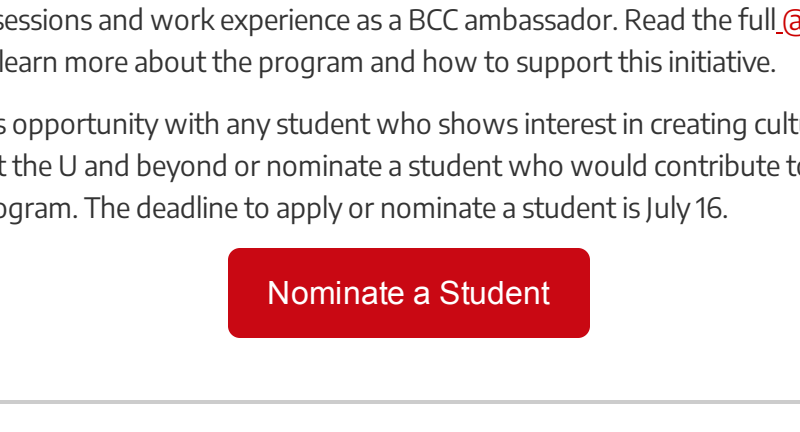 sessions and work experience as a BCC ambassador. Read the full @
learn more about the program and how to support this initiative.
opportunity with any student who shows interest in creating
the U and beyond or nominate a student who would contribute
The deadline to apply or nominate a student is July 16.
Nominate a Student